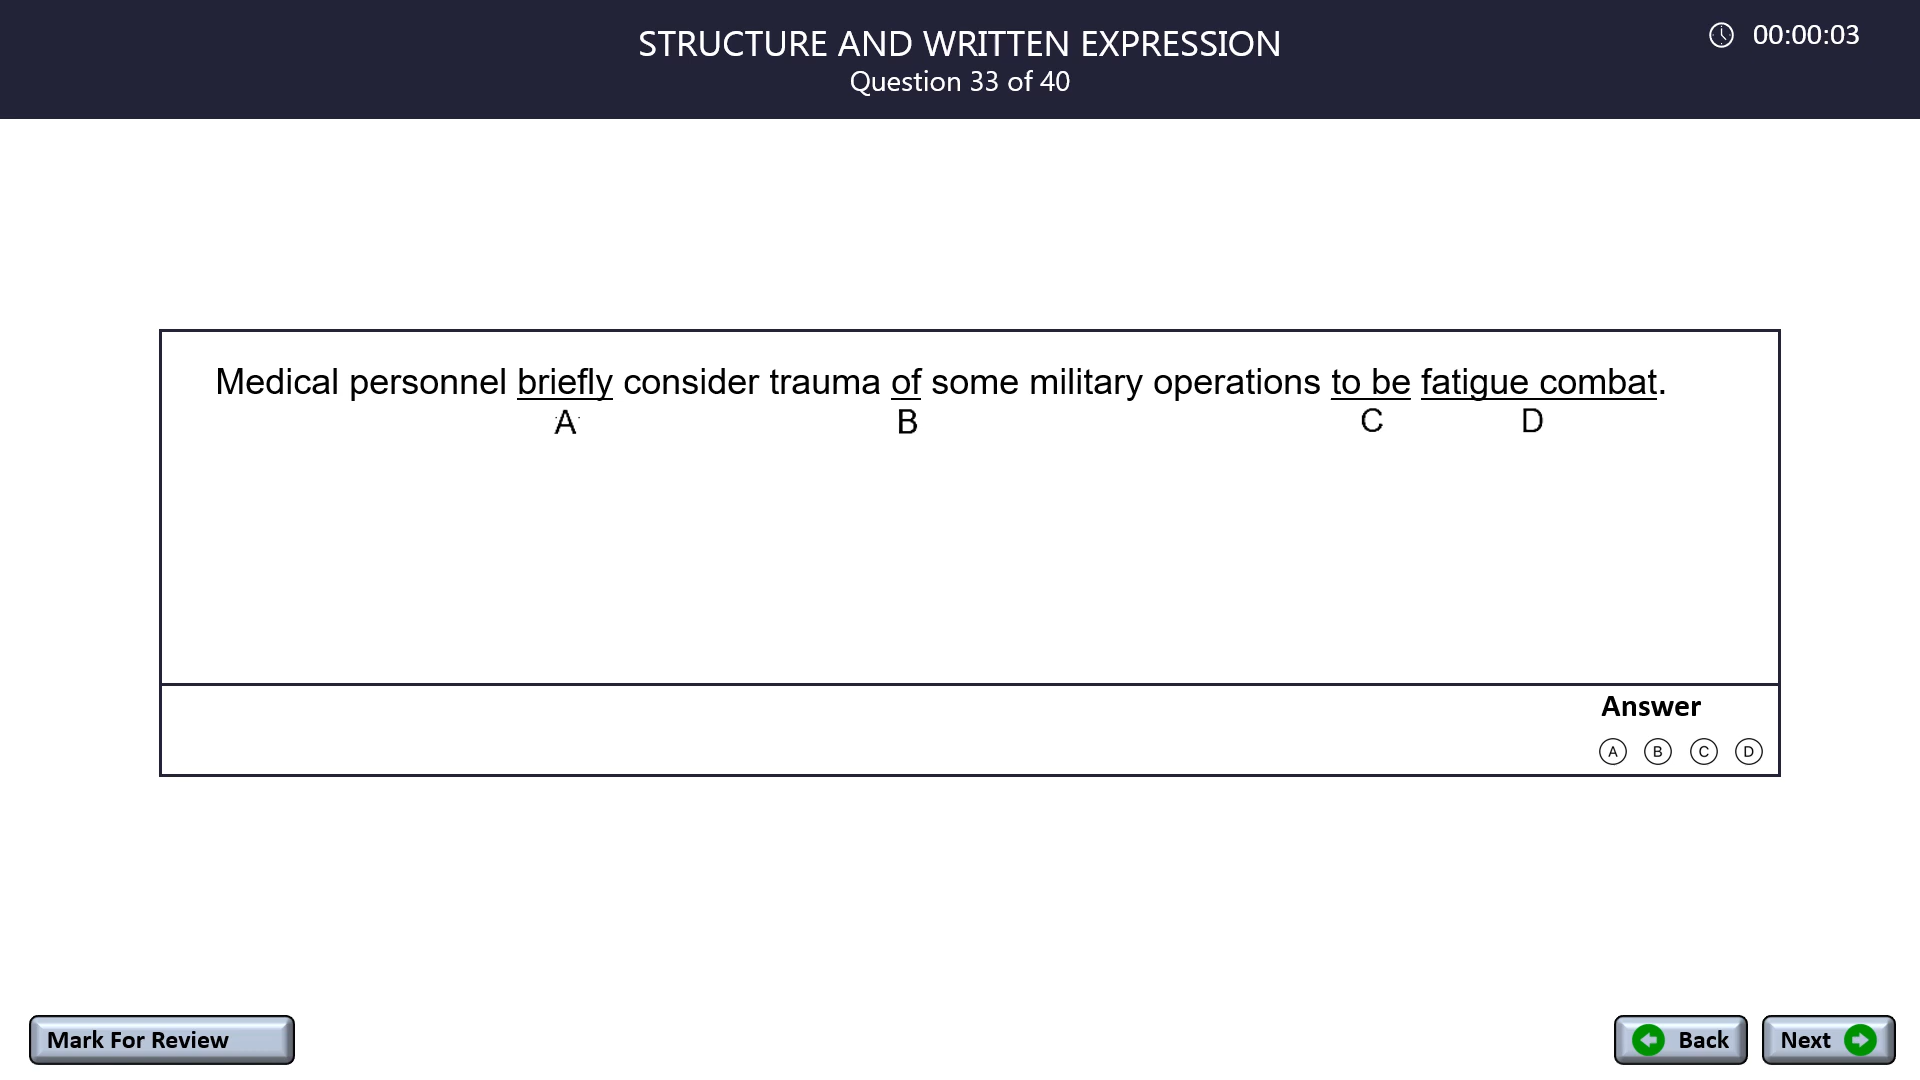 STRUCTURE AND WRITTEN EXPRESSION
00:00:03
Question 33 of 40
Medical personnel briefly consider trauma of some military operations to be fatigue combat.
A B C D
Answer
A B C D
Mark For Review
Back
Next